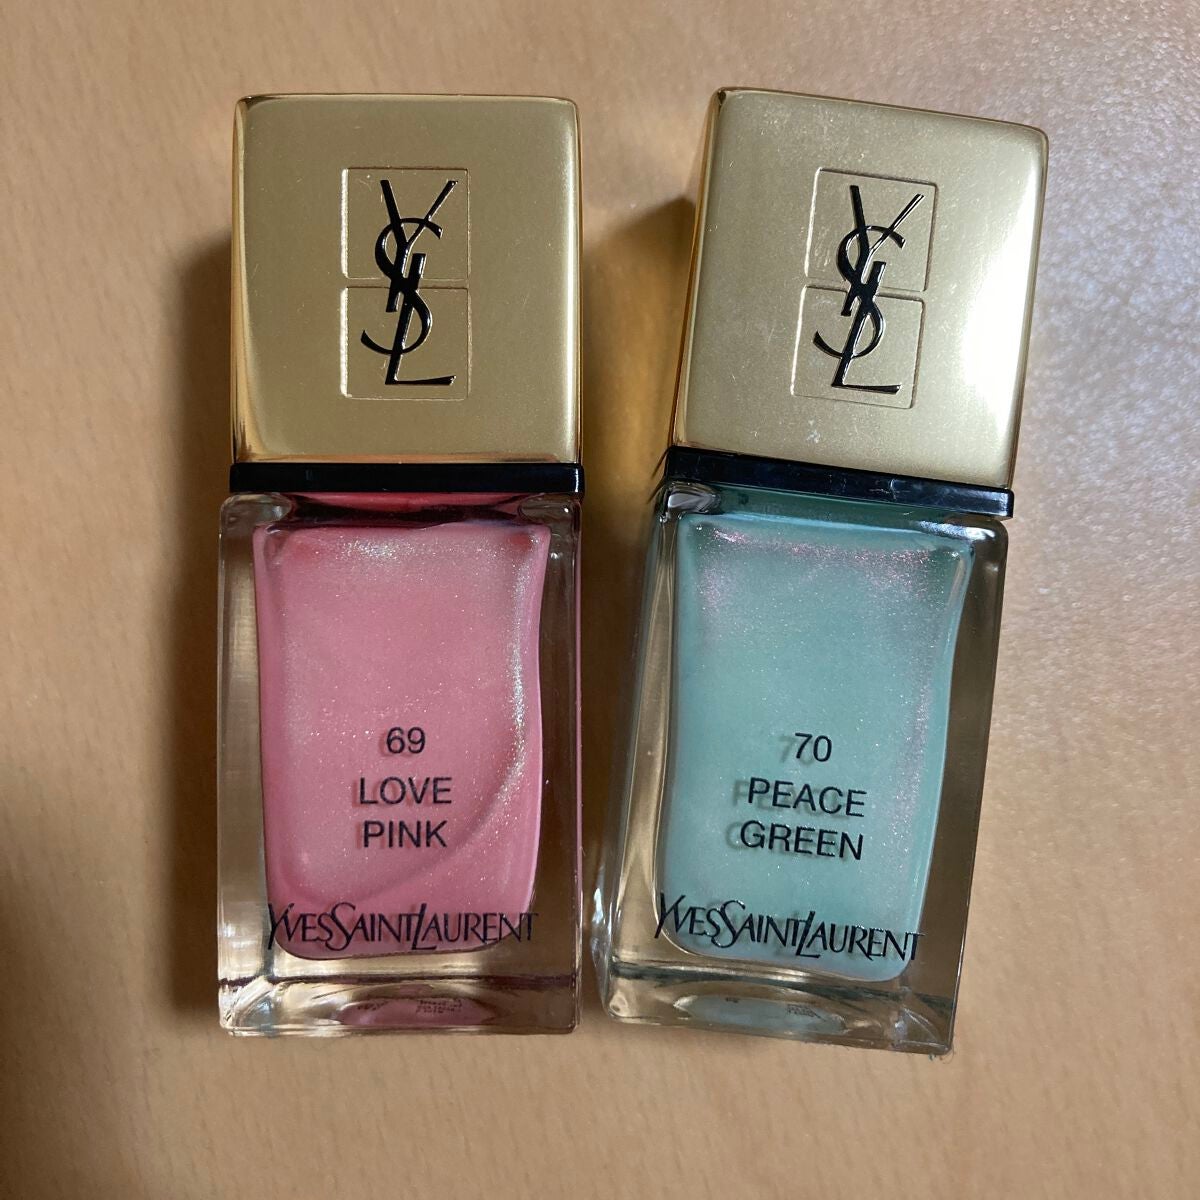 YSL
69
LOVE
PINK
YVESSAINTLAURENT
YSL
70
PEACE
GREEN
YVESSAINTLAURENT